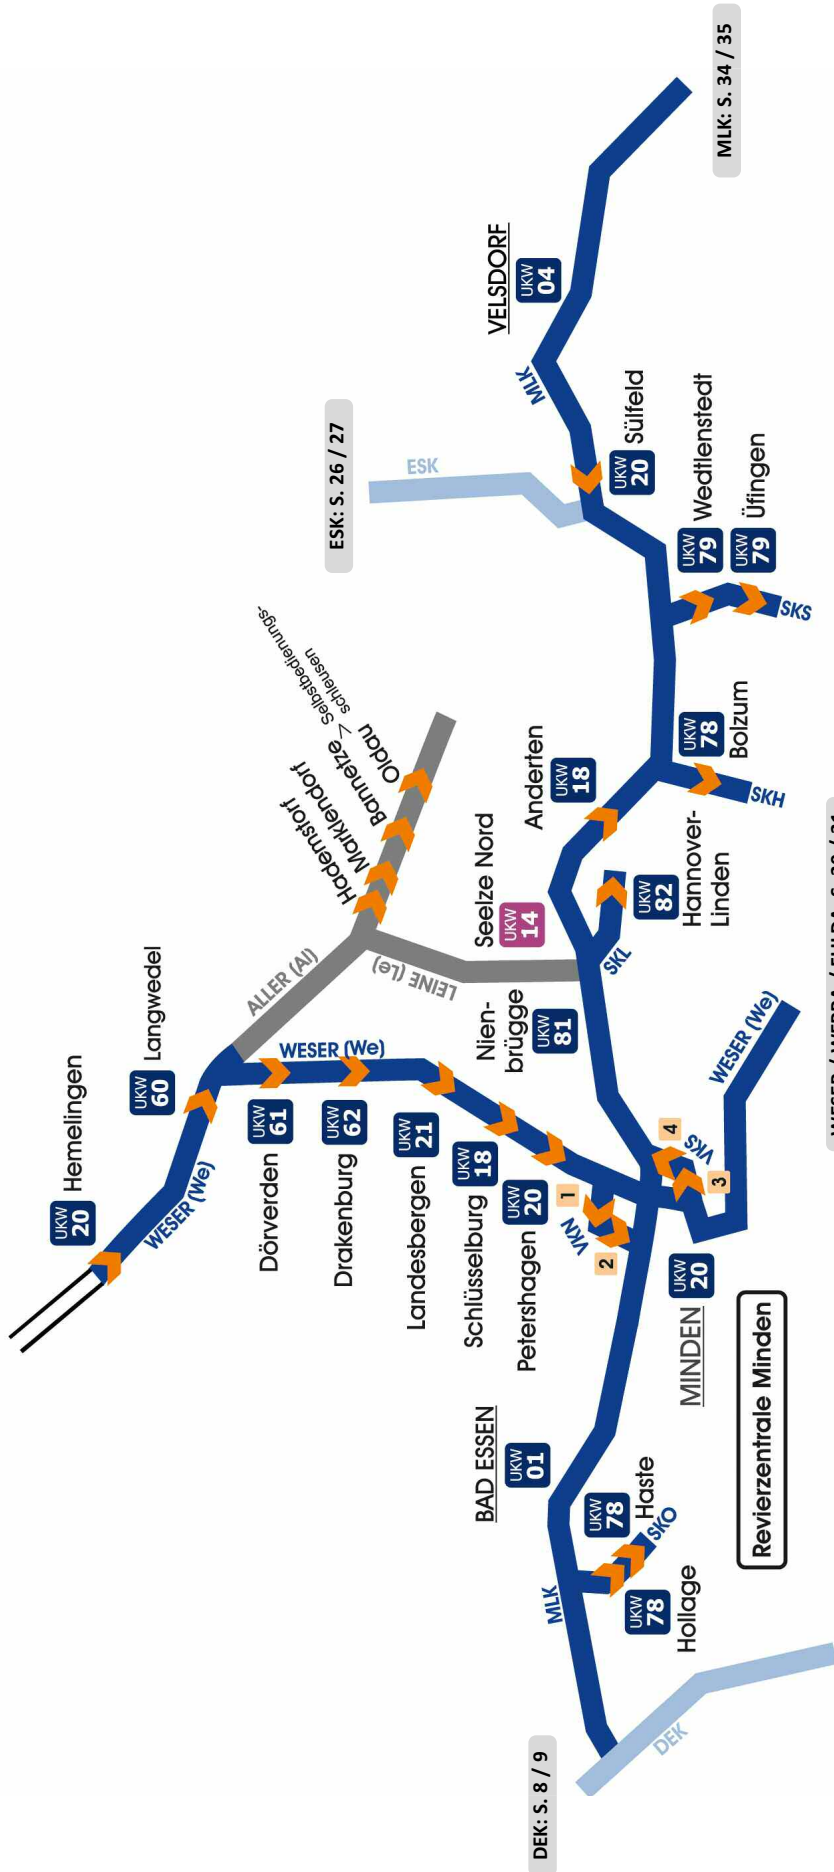 UKW
20
Hemelingen
WESER (We)
UKW
60
Langwedel
UKW
61
Dörverden
UKW
62
Drakenburg
UKW
21
Landesbergen
UKW
18
Schlüsselburg
UKW
20
Petershagen
WESER (We)
ALLER (Al)
LEINE (Le)
Hademstorf
Marklendorf
Bannetze
Oldau
> Selbstbedienungs-
schleusen
ESK: S. 26 / 27
ESK
MLK: S. 34 / 35
VELSDORF
UKW
04
MLK
UKW
20
Sülfeld
UKW
79
Wedtlenstedt
UKW
79
Üfingen
SKS
UKW
78
Bolzum
SKH
Anderten
UKW
18
Seelze Nord
UKW
14
Nien-
brügge
UKW
81
SKL
UKW
82
Hannover-
Linden
1
VKN
2
4
VKS
3
WESER (We)
UKW
20
MINDEN
BAD ESSEN
UKW
01
MLK
UKW
78
Haste
SKO
UKW
78
Hollage
DEK: S. 8 / 9
DEK
Revierzentrale Minden